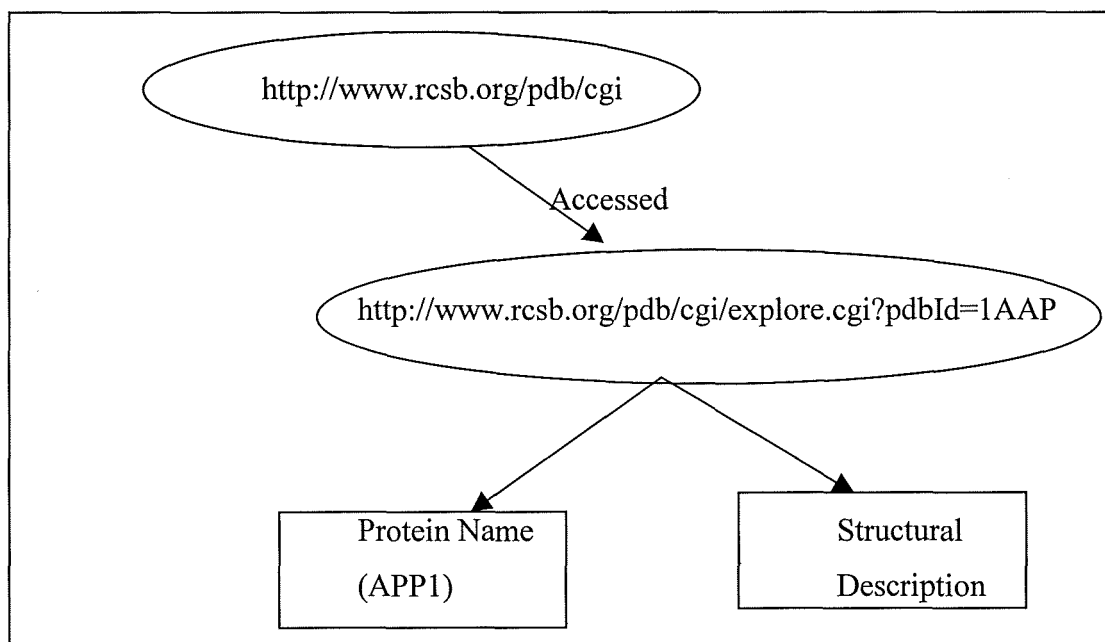 http://www.rcsb.org/pdb/cgi
Accessed
http://www.rcsb.org/pdb/cgi/explore.cgi?pdbId=1AAP
Protein Name
(APP1)
Structural
Description